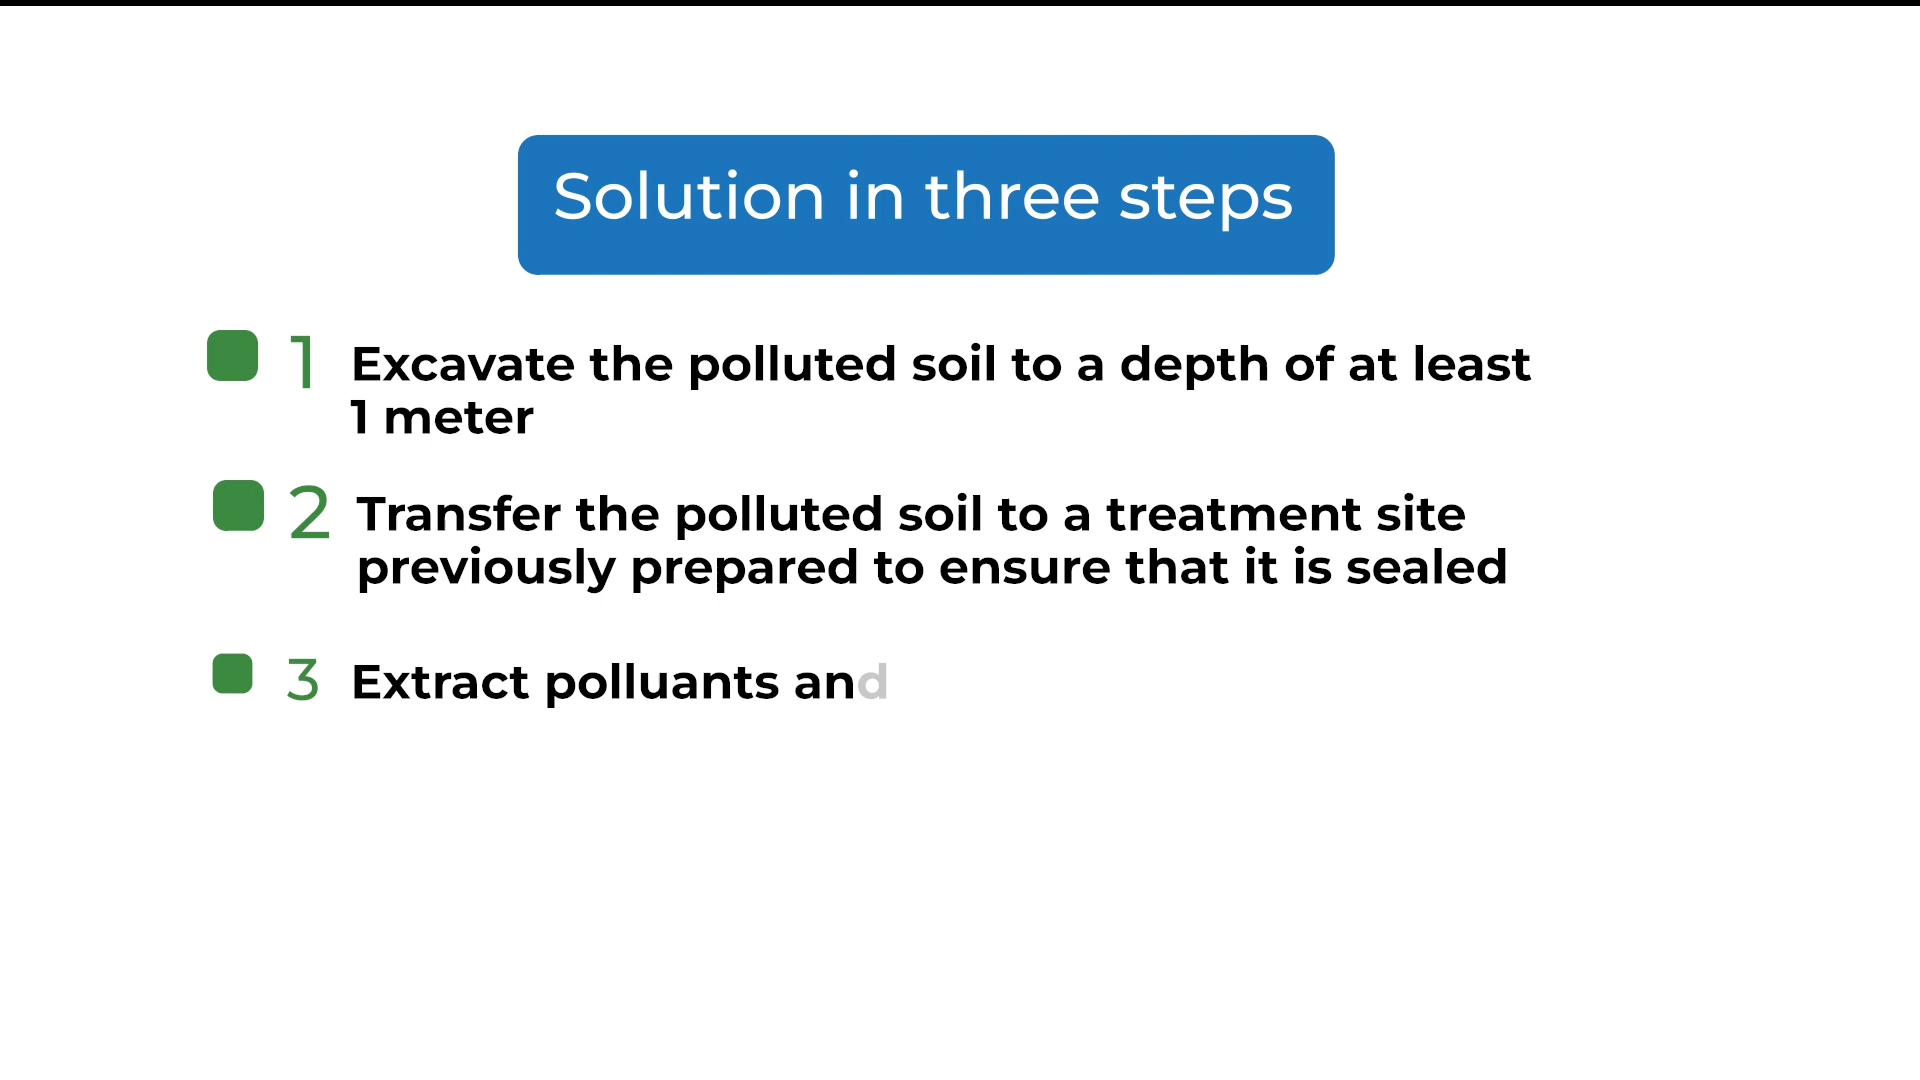 Solution in three steps
1 Excavate the polluted soil to a depth of at least
1 meter
2 Transfer the polluted soil to a treatment site
previously prepared to ensure that it is sealed
3 Extract polluants and